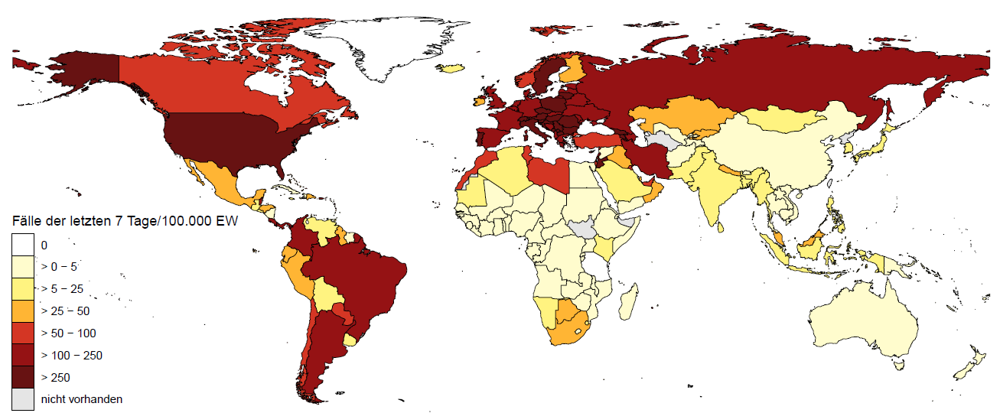 Fälle der letzten 7 Tage/100.000 EW
0
> 0 − 5
> 5 − 25
> 25 − 50
> 50 − 100
> 100 − 250
> 250
nicht vorhanden